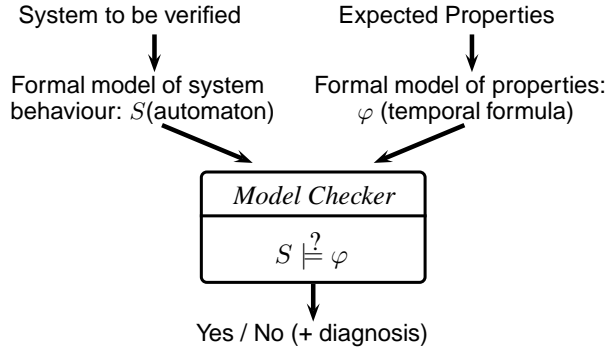 System to be verified
Expected Properties
Formal model of system
behaviour: S(automaton)
Formal model of properties:
φ (temporal formula)
Model Checker
S ⊨? φ
Yes / No (+ diagnosis)